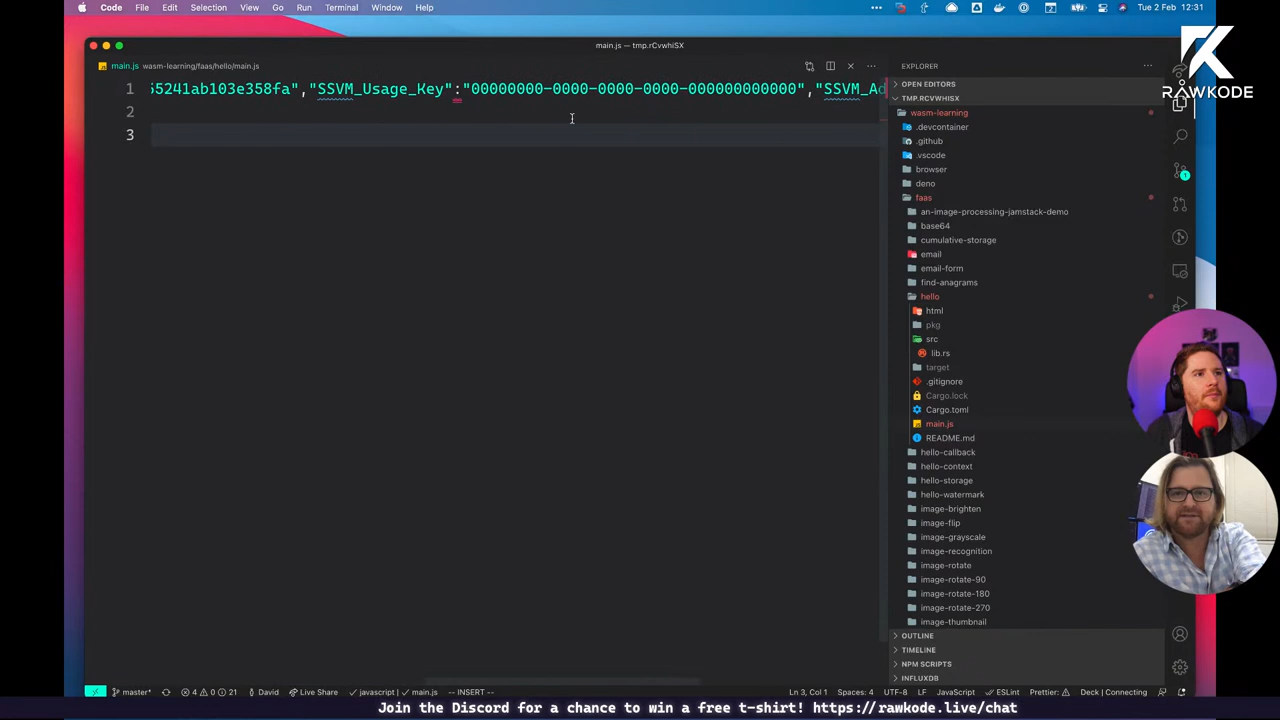 Code File Edit Selection View Go Run Terminal Window Help Tue 2 Feb 12:31
RAWKODE
main.js — tmp.rCvwhiSX
main.js wasm-learning/faas/hello/main.js
1 55241ab103e358fa","SSVM_Usage_Key":"00000000-0000-0000-0000-000000000000","SSVM_Ad
2
3
EXPLORER
OPEN EDITORS
TMP.RCVWHISX
wasm-learning
.devcontainer
.github
.vscode
browser
deno
faas
an-image-processing-jamstack-demo
base64
cumulative-storage
email
email-form
find-anagrams
hello
html
pkg
src
lib.rs
target
.gitignore
Cargo.lock
Cargo.toml
main.js
README.md
hello-callback
hello-context
hello-storage
hello-watermark
image-brighten
image-flip
image-grayscale
image-recognition
image-rotate
image-rotate-90
image-rotate-180
image-rotate-270
image-thumbnail
OUTLINE
TIMELINE
NPM SCRIPTS
INFLUXDB
1
master* 4 0 21 David Live Share javascript | main.js -- INSERT -- Ln 3, Col 1 Spaces: 4 UTF-8 LF JavaScript ESLint Prettier: Deck | Connecting
Join the Discord for a chance to win a free t-shirt! https://rawkode.live/chat